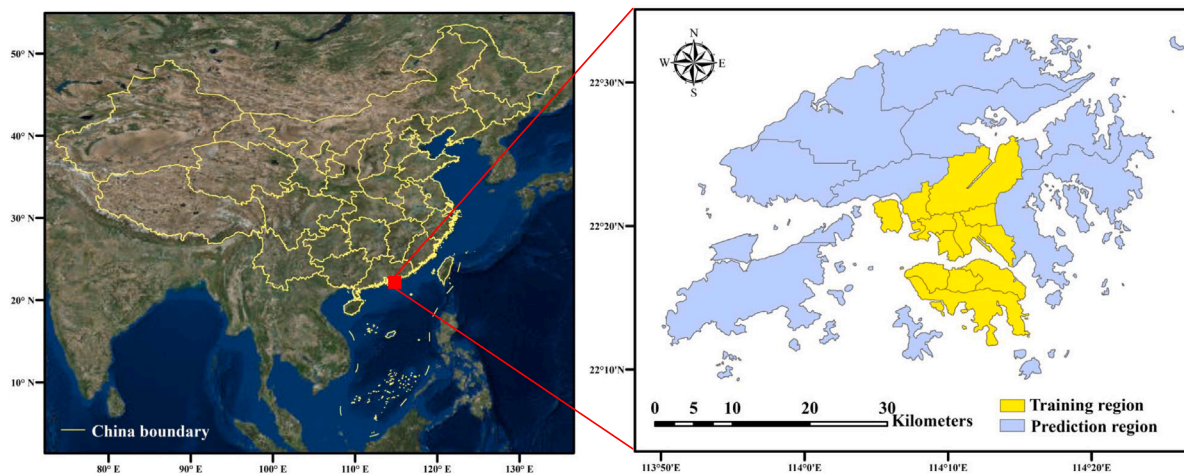 50° N
40° N
30° N
20° N
10° N
China boundary
80° E
90° E
100° E
110° E
120° E
130° E
N
W
E
S
22°30'N
22°20'N
22°10'N
0
5
10
20
30
Kilometers
Training region
Prediction region
113°50'E
114°0'E
114°10'E
114°20'E